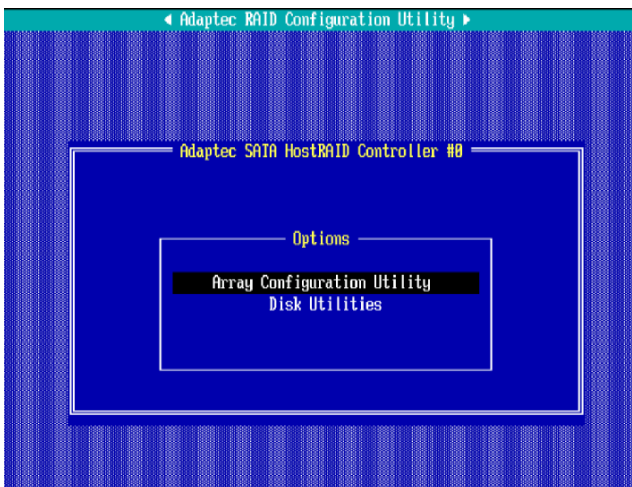 Adaptec RAID Configuration Utility
Adaptec SATA HostRAID Controller #0
Options
Array Configuration Utility
Disk Utilities